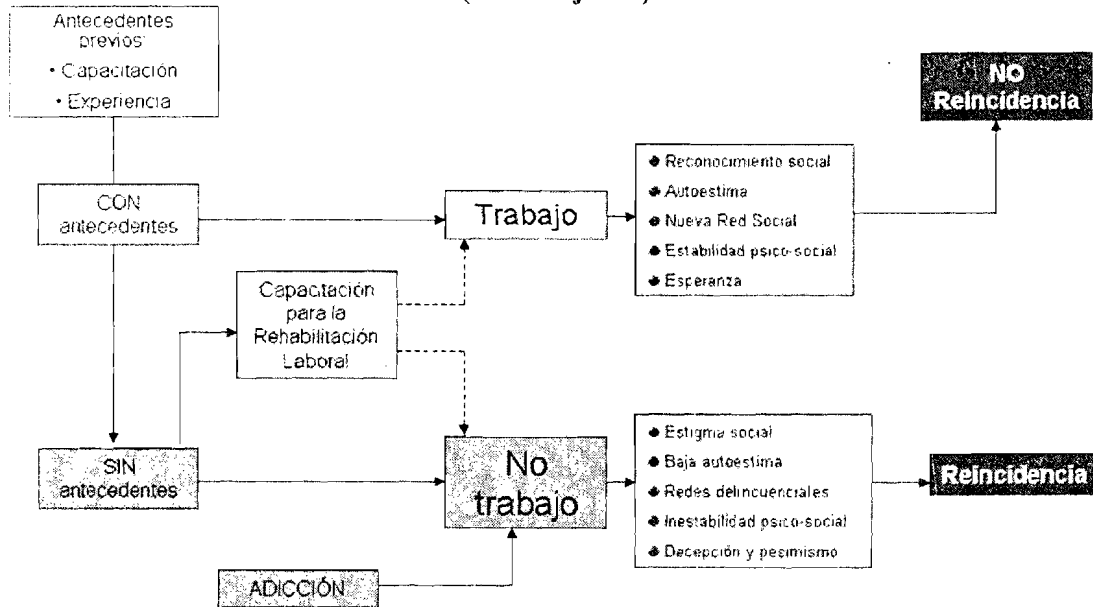 Antecedentes
previos:
• Capacitación
• Experiencia
NO
Reincidencia
CON
antecedentes
Trabajo
• Reconocimiento social
• Autoestima
• Nueva Red Social
• Estabilidad psico-social
• Esperanza
Capacitación
para la
Rehabilitación
Laboral
SIN
antecedentes
No
trabajo
• Estigma social
• Baja autoestima
• Redes delincuenciales
• Inestabilidad psico-social
• Decepción y pesimismo
Reincidencia
ADICCIÓN